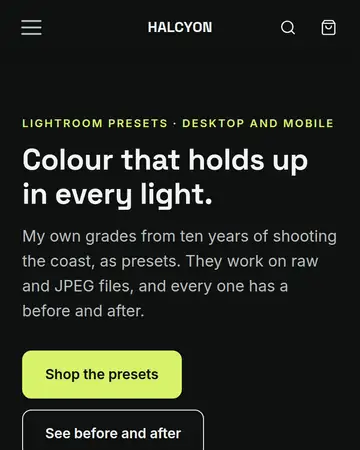 HALCYON
LIGHTROOM PRESETS · DESKTOP AND MOBILE
Colour that holds up
in every light.
My own grades from ten years of shooting
the coast, as presets. They work on raw
and JPEG files, and every one has a
before and after.
Shop the presets
See before and after